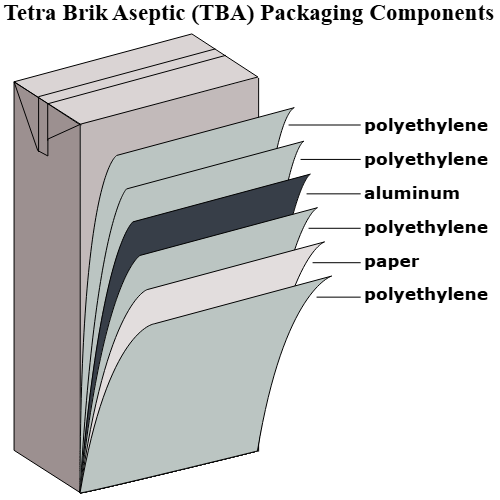 Tetra Brik Aseptic (TBA) Packaging Components
polyethylene
polyethylene
aluminum
polyethylene
paper
polyethylene